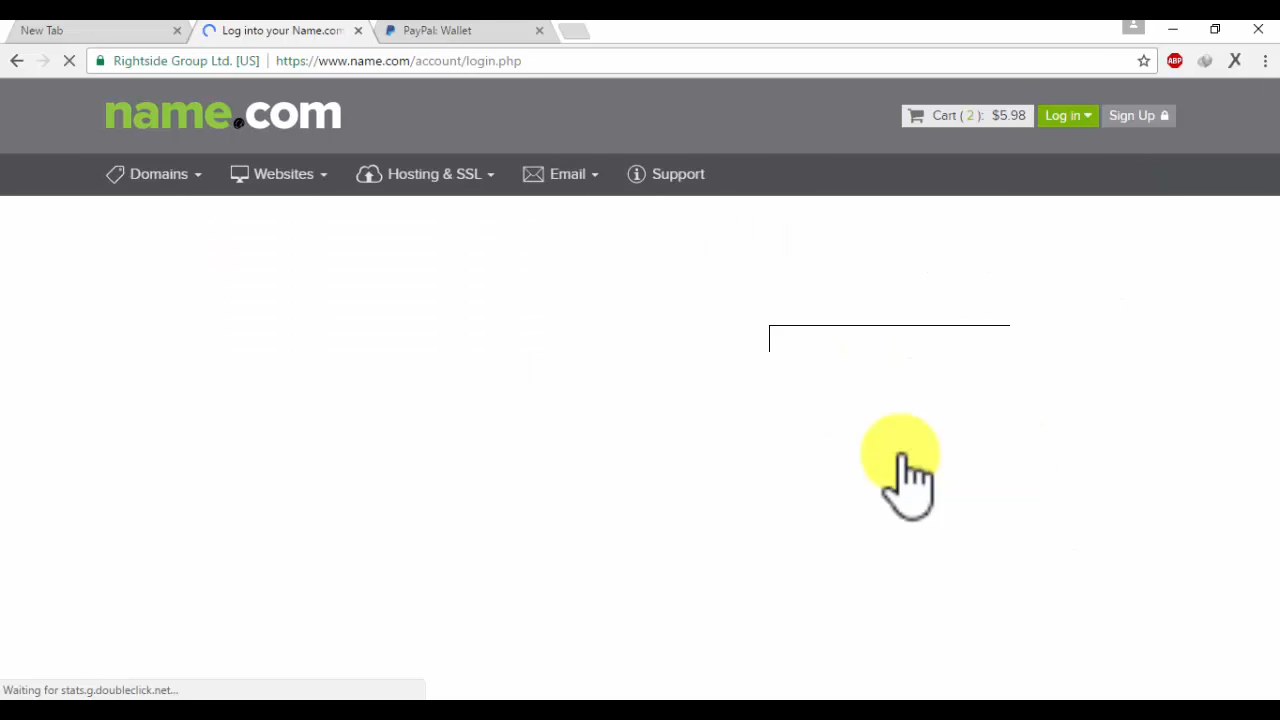 New Tab
Log into your Name.com
PayPal: Wallet
Rightside Group Ltd. [US]
https://www.name.com/account/login.php
ABP
X
name.com
Cart ( 2 ): $5.98
Log in
Sign Up
Domains
Websites
Hosting & SSL
Email
Support
Waiting for stats.g.doubleclick.net...